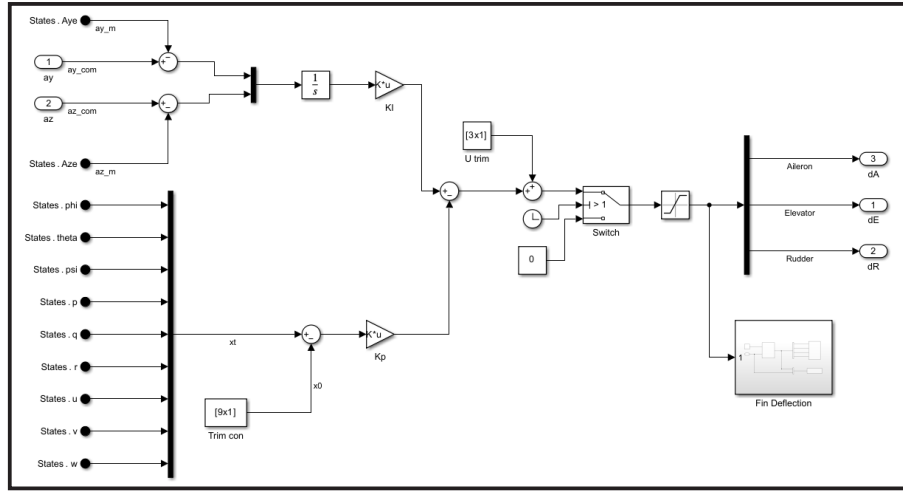 States . Aye
ay_m
1
ay
ay_com
2
az
az_com
States . Aze
az_m
1
s
K*u
KI
[3x1]
U trim
> 1
Switch
0
Aileron
3
dA
Elevator
1
dE
Rudder
2
dR
1
Fin Deflection
States . phi
States . theta
States . psi
States . p
States . q
States . r
States . u
States . v
States . w
xt
K*u
Kp
x0
[9x1]
Trim con